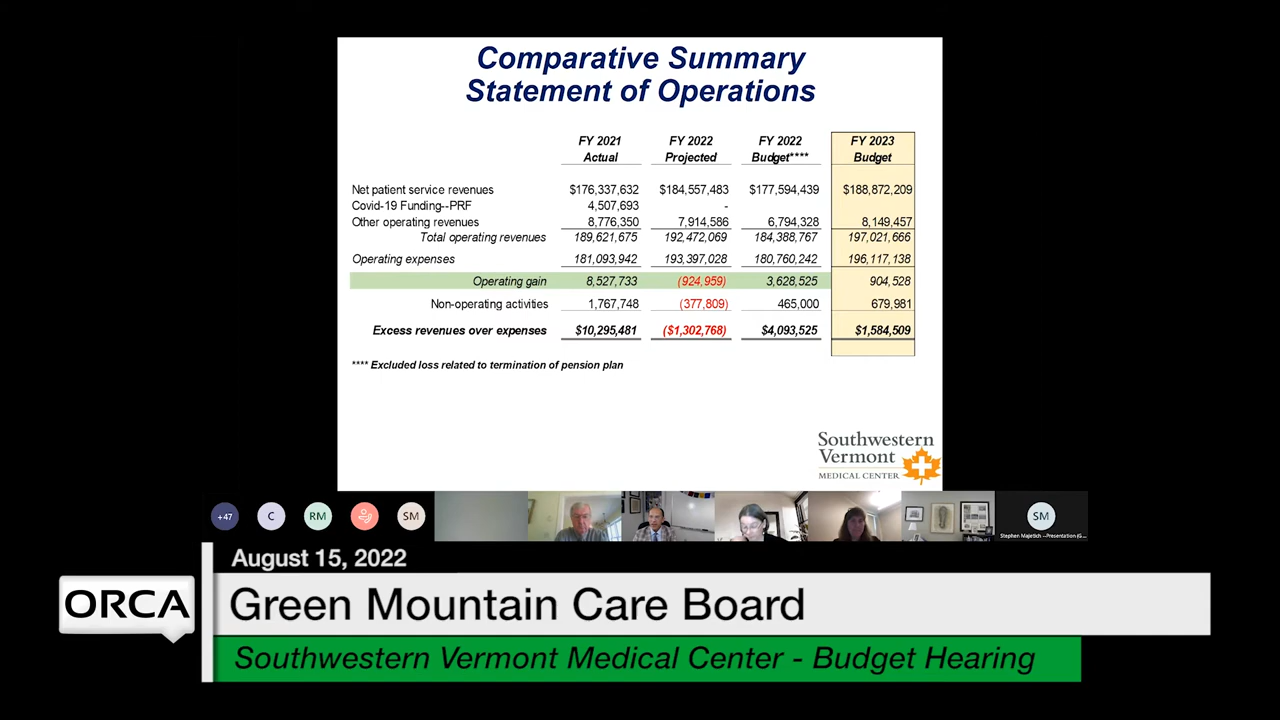 Comparative Summary
Statement of Operations
FY 2021 FY 2022 FY 2022 FY 2023
Actual Projected Budget**** Budget
Net patient service revenues $176,337,632 $184,557,483 $177,594,439 $188,872,209
Covid-19 Funding--PRF 4,507,693 -
Other operating revenues 8,776,350 7,914,586 6,794,328 8,149,457
Total operating revenues 189,621,675 192,472,069 184,388,767 197,021,666
Operating expenses 181,093,942 193,397,028 180,760,242 196,117,138
Operating gain 8,527,733 (924,959) 3,628,525 904,528
Non-operating activities 1,767,748 (377,809) 465,000 679,981
Excess revenues over expenses $10,295,481 ($1,302,768) $4,093,525 $1,584,509
**** Excluded loss related to termination of pension plan
Southwestern
Vermont
MEDICAL CENTER
+47 C RM SM SM
Stephen Majetich --Presentation (G...
August 15, 2022
ORCA
Green Mountain Care Board
Southwestern Vermont Medical Center - Budget Hearing